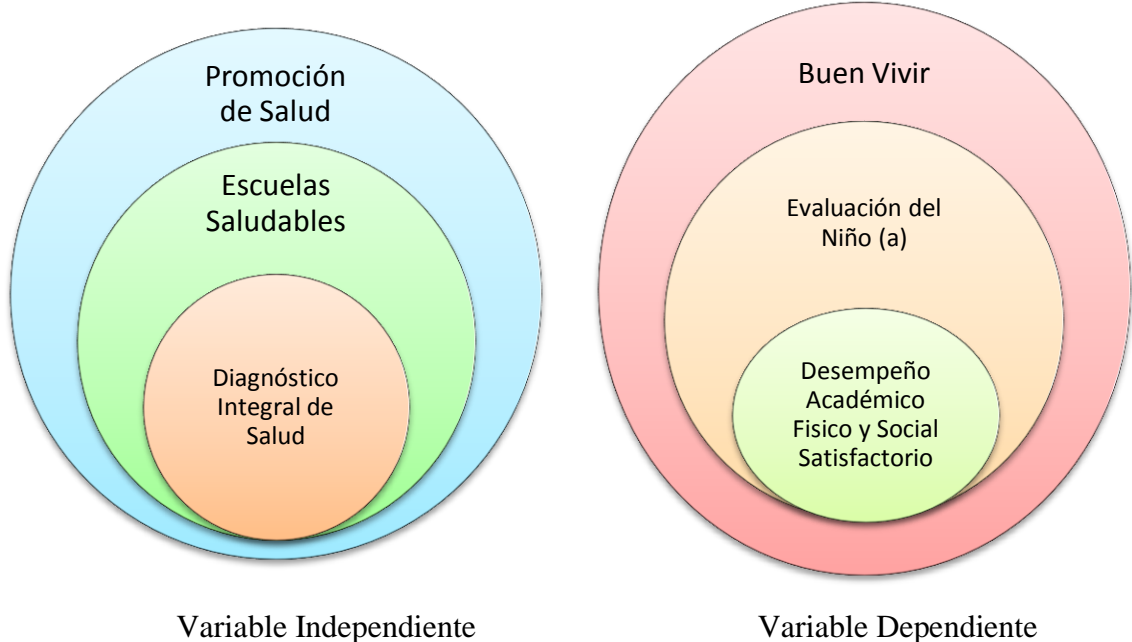 Promoción
de Salud
Escuelas
Saludables
Diagnóstico
Integral de
Salud
Variable Independiente
Buen Vivir
Evaluación del
Niño (a)
Desempeño
Académico
Fisico y Social
Satisfactorio
Variable Dependiente